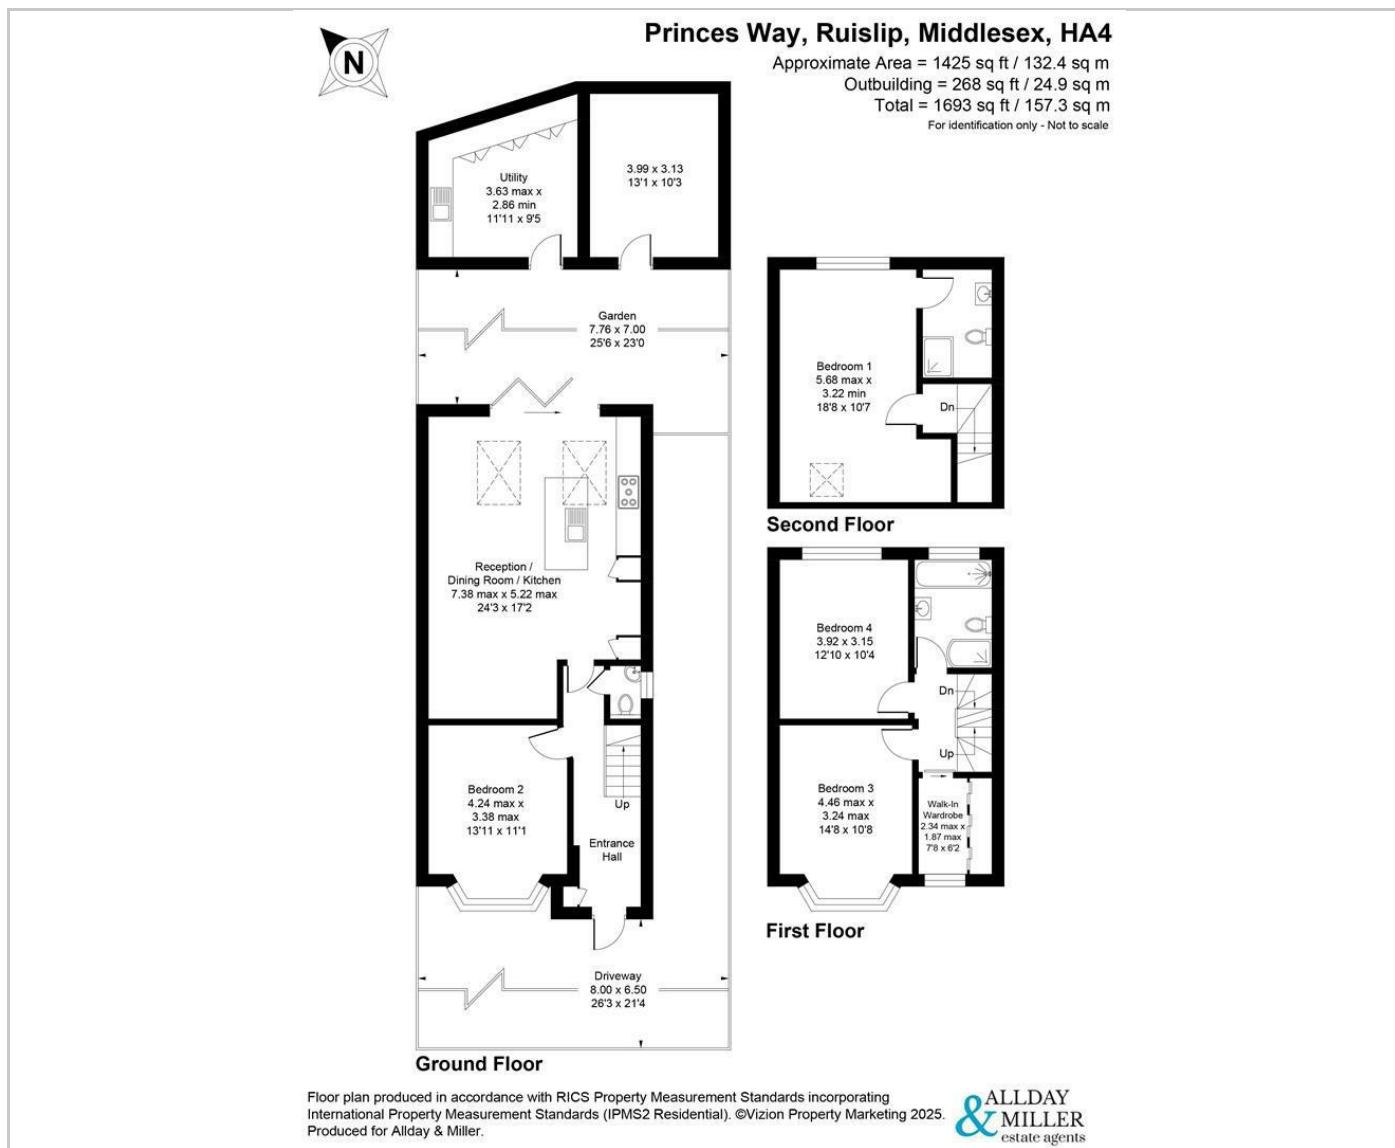 N
Princes Way, Ruislip, Middlesex, HA4
Approximate Area = 1425 sq ft / 132.4 sq m
Outbuilding = 268 sq ft / 24.9 sq m
Total = 1693 sq ft / 157.3 sq m
For identification only - Not to scale
Utility
3.63 max x
2.86 min
11'11 x 9'5
3.99 x 3.13
13'1 x 10'3
Garden
7.76 x 7.00
25'6 x 23'0
Reception /
Dining Room / Kitchen
7.38 max x 5.22 max
24'3 x 17'2
Bedroom 2
4.24 max x
3.38 max
13'11 x 11'1
Up
Entrance
Hall
Driveway
8.00 x 6.50
26'3 x 21'4
Ground Floor
Bedroom 1
5.68 max x
3.22 min
18'8 x 10'7
Dn
Second Floor
Bedroom 4
3.92 x 3.15
12'10 x 10'4
Dn
Up
Bedroom 3
4.46 max x
3.24 max
14'8 x 10'8
Walk-In
Wardrobe
2.34 max x
1.87 max
7'8 x 6'2
First Floor
Floor plan produced in accordance with RICS Property Measurement Standards incorporating
International Property Measurement Standards (IPMS2 Residential). ©Vizion Property Marketing 2025.
Produced for Allday & Miller.
ALLDAY
& MILLER
estate agents